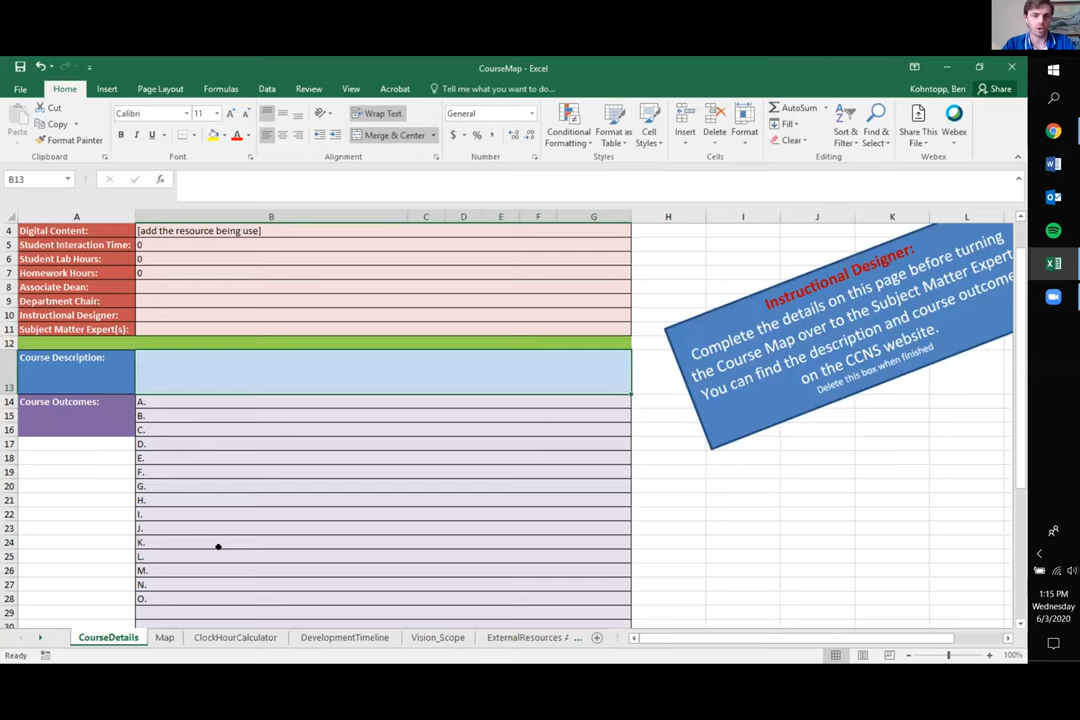 CourseMap - Excel
Kohntopp, Ben
Share
File
Home
Insert
Page Layout
Formulas
Data
Review
View
Acrobat
Tell me what you want to do...
Paste
Cut
Copy
Format Painter
Clipboard
Calibri
11
B I U
Font
Wrap Text
Merge & Center
Alignment
General
$ % ,
Number
Conditional Formatting
Format as Table
Cell Styles
Styles
Insert
Delete
Format
Cells
AutoSum
Fill
Clear
Sort & Filter
Find & Select
Editing
Share This File
Webex
Webex
B13
fx
A B C D E F G H I J K L
4 Digital Content: [add the resource being use]
5 Student Interaction Time: 0
6 Student Lab Hours: 0
7 Homework Hours: 0
8 Associate Dean:
9 Department Chair:
10 Instructional Designer:
11 Subject Matter Expert(s):
12
13 Course Description:
14 Course Outcomes: A.
15 B.
16 C.
17 D.
18 E.
19 F.
20 G.
21 H.
22 I.
23 J.
24 K.
25 L.
26 M.
27 N.
28 O.
29
30
Instructional Designer:
Complete the details on this page before turning
the Course Map over to the Subject Matter Expert
You can find the description and course outcome
on the CCNS website.
Delete this box when finished
CourseDetails
Map
ClockHourCalculator
DevelopmentTimeline
Vision_Scope
ExternalResources A ...
Ready
100%
1:15 PM
Wednesday
6/3/2020